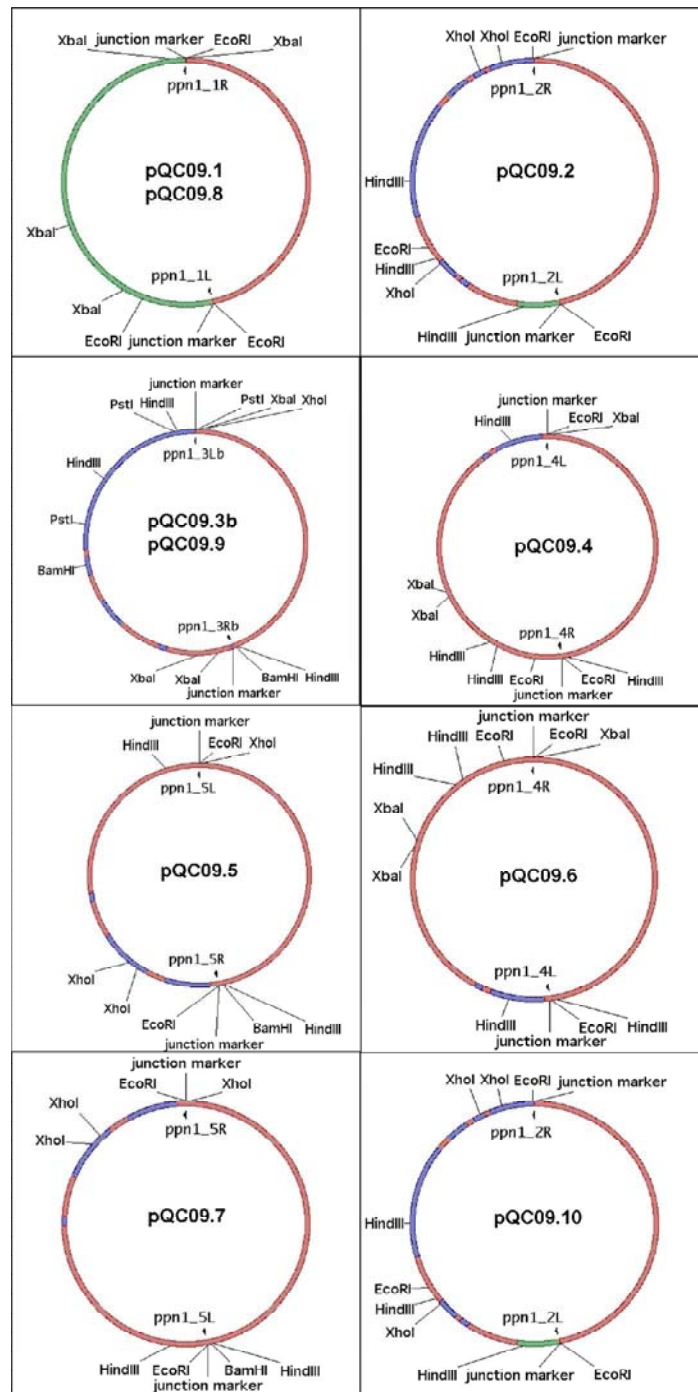 XbaI junction marker EcoRI XbaI
ppn1_1R
pQC09.1
pQC09.8
XbaI
ppn1_1L
XbaI
EcoRI junction marker EcoRI
XhoI XhoI EcoRI junction marker
ppn1_2R
pQC09.2
HindIII
EcoRI
HindIII
XhoI
ppn1_2L
HindIII junction marker EcoRI
junction marker
PstI HindIII PstI XbaI XhoI
ppn1_3Lb
HindIII
pQC09.3b
pQC09.9
PstI
BamHI
ppn1_3Rb
XbaI XbaI BamHI HindIII
junction marker
junction marker
HindIII EcoRI XbaI
ppn1_4L
pQC09.4
XbaI
XbaI
ppn1_4R
HindIII
HindIII EcoRI EcoRI HindIII
junction marker
junction marker
HindIII EcoRI XhoI
ppn1_5L
pQC09.5
ppn1_5R
XhoI
XhoI
EcoRI BamHI HindIII
junction marker
junction marker
HindIII EcoRI EcoRI XbaI
ppn1_4R
HindIII
XbaI
XbaI
pQC09.6
ppn1_4L
HindIII EcoRI HindIII
junction marker
junction marker
EcoRI XhoI
XhoI
ppn1_5R
XhoI
pQC09.7
ppn1_5L
HindIII EcoRI BamHI HindIII
junction marker
XhoI XhoI EcoRI junction marker
ppn1_2R
pQC09.10
HindIII
EcoRI
HindIII
XhoI
ppn1_2L
HindIII junction marker EcoRI